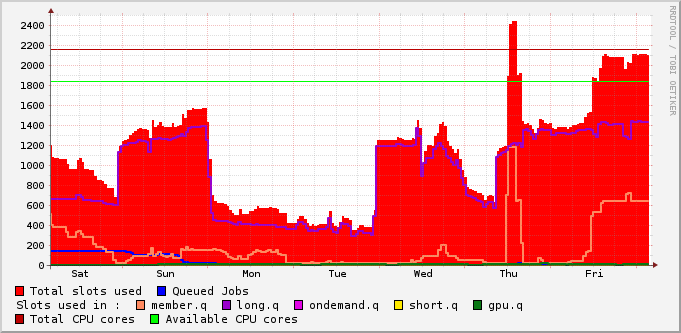 2400
2200
2000
1800
1600
1400
1200
1000
800
600
400
200
0
Sat Sun Mon Tue Wed Thu Fri
Total slots used Queued Jobs
Slots used in : member.q long.q ondemand.q short.q gpu.q
Total CPU cores Available CPU cores
RRDTOOL / TOBI OETIKER